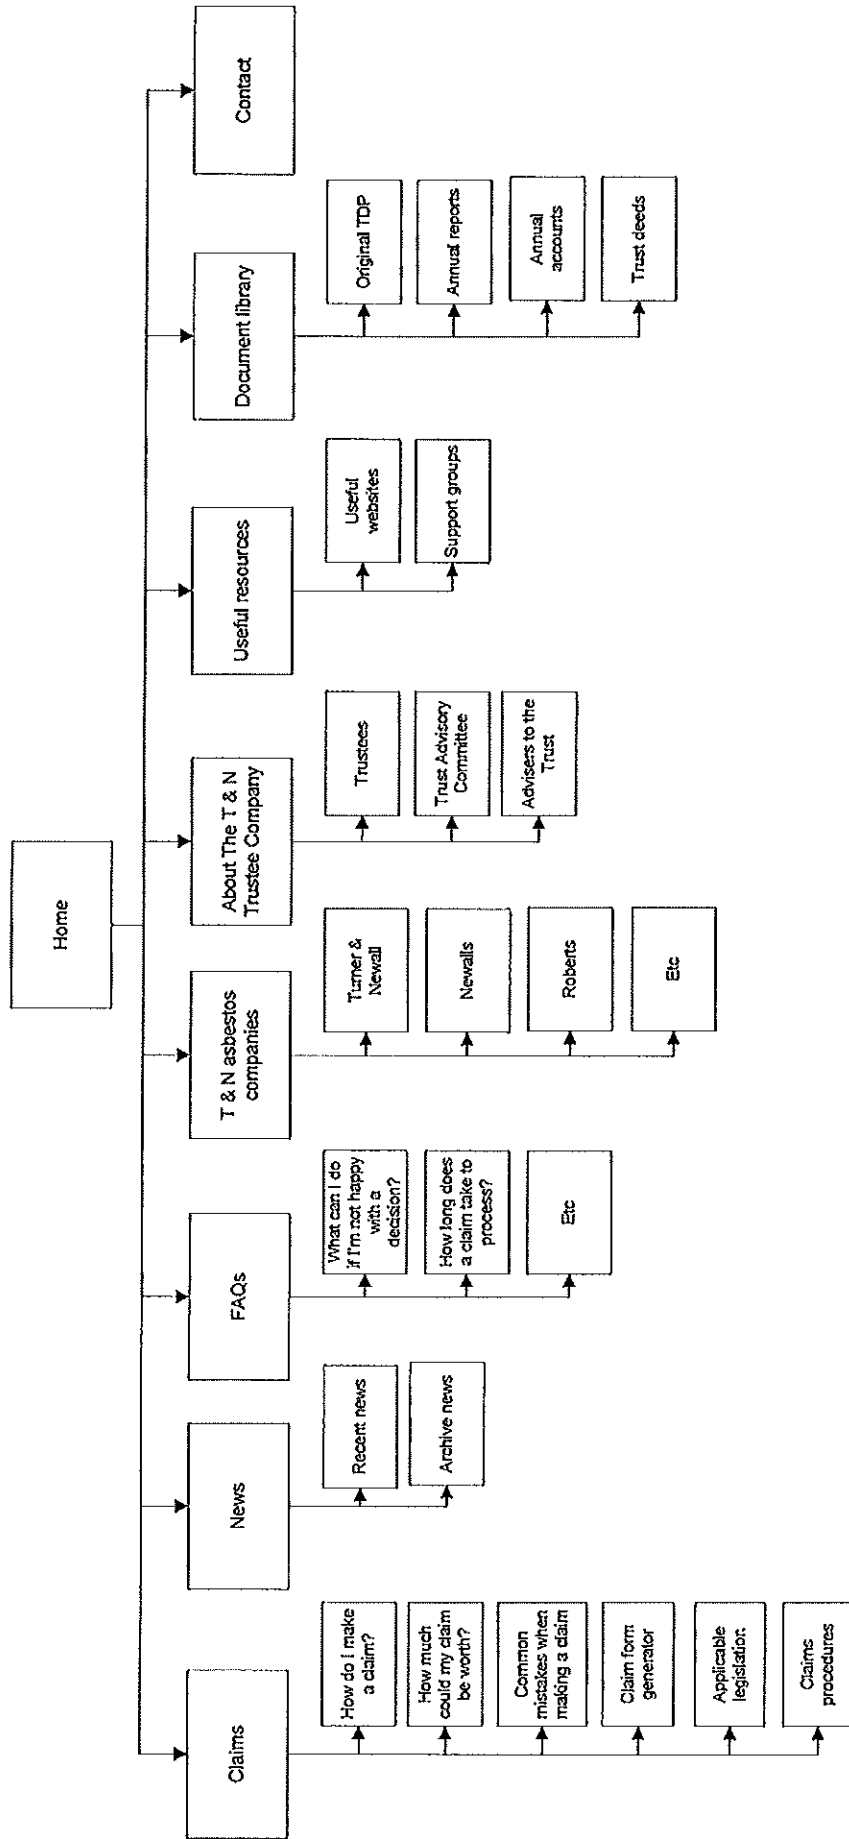 Home
Claims
How do I make
a claim?
How much
could my claim
be worth?
Common
mistakes when
making a claim
Claim form
generator
Applicable
legislation
Claims
procedures
News
Recent news
Archive news
FAQs
What can I do
if I'm not happy
with a
decision?
How long does
a claim take to
process?
Etc
T & N asbestos
companies
Turner &
Newall
Newalls
Roberts
Etc
About The T & N
Trustee Company
Trustees
Trust Advisory
Committee
Advisers to the
Trust
Useful resources
Useful
websites
Support groups
Document library
Original TDP
Annual reports
Annual
accounts
Trust deeds
Contact